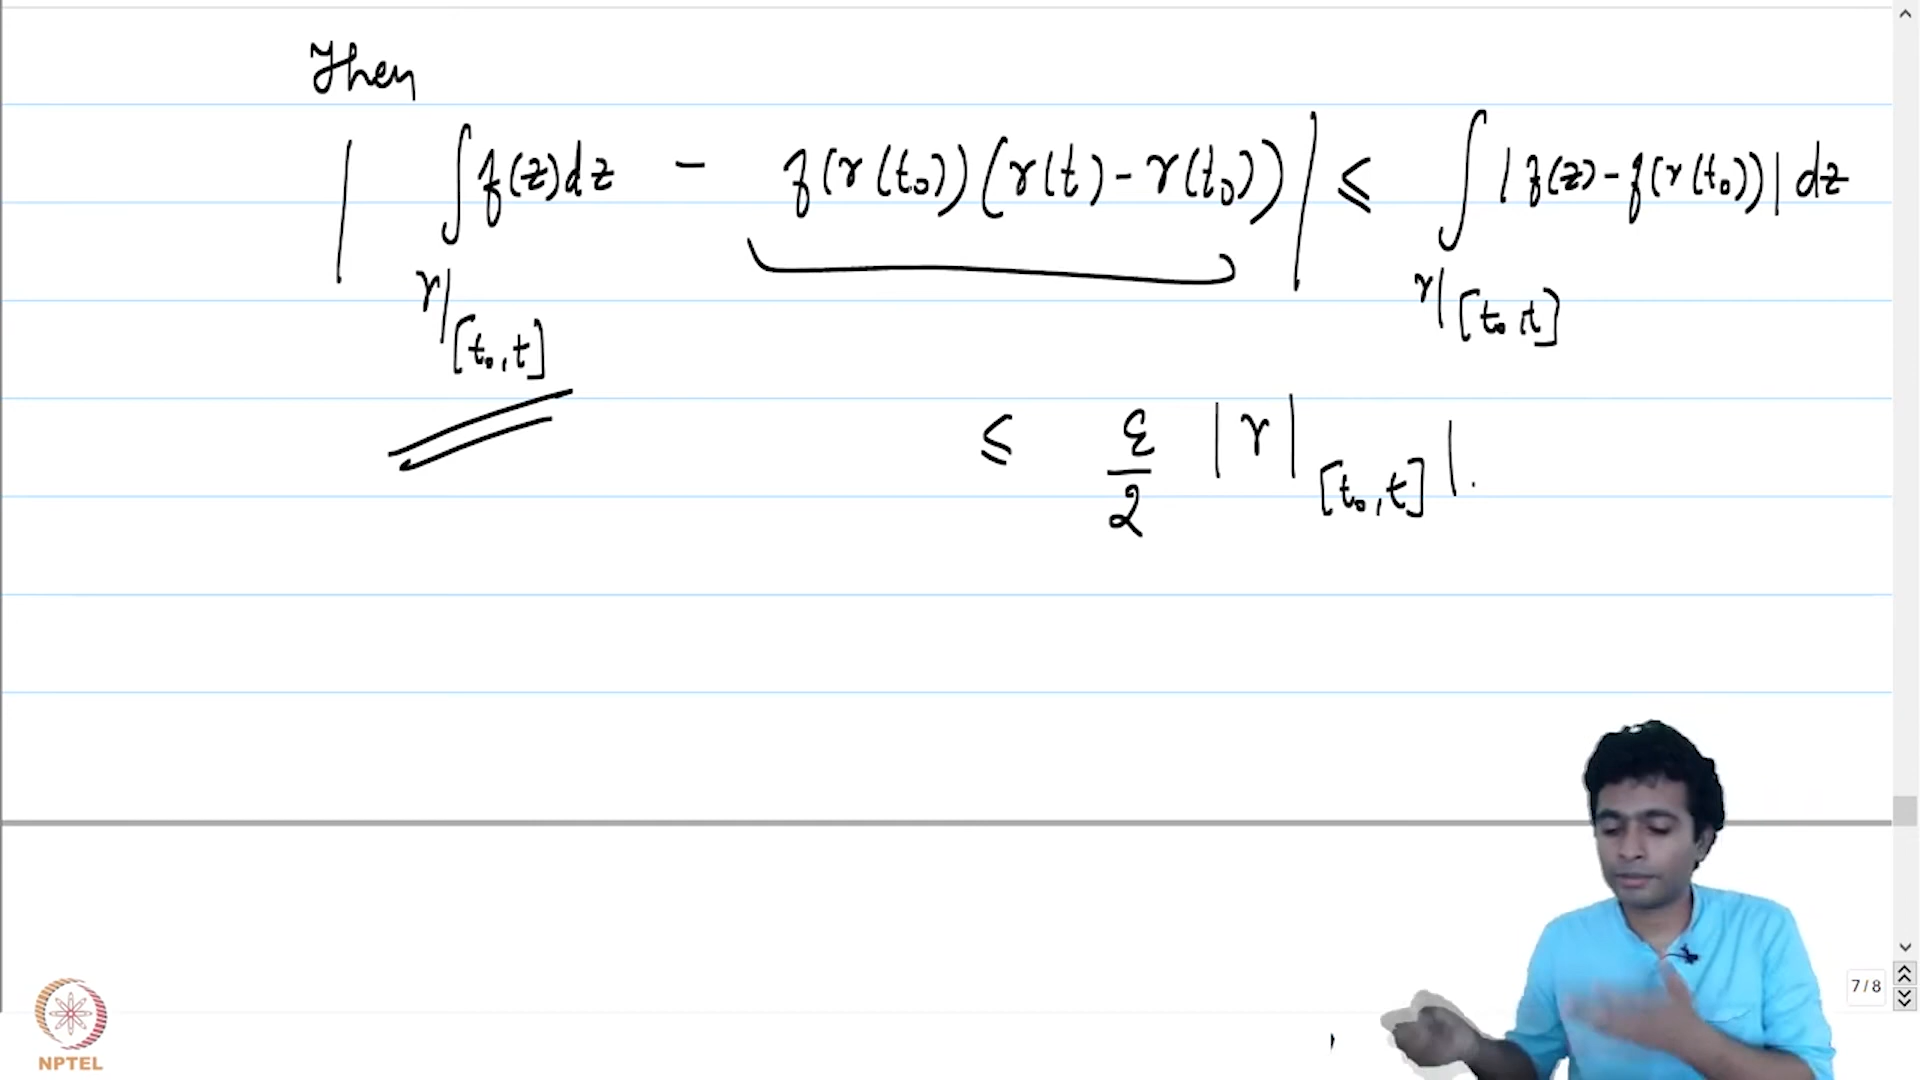 Then
| ∫_{γ|[t₀,t]} f(z)dz - f(γ(t₀))(γ(t)-γ(t₀)) | ≤ ∫_{γ|[t₀,t]} |f(z)-f(γ(t₀))| dz
≤ ε/2 |γ|_{[t₀,t]}|.
7/8
NPTEL